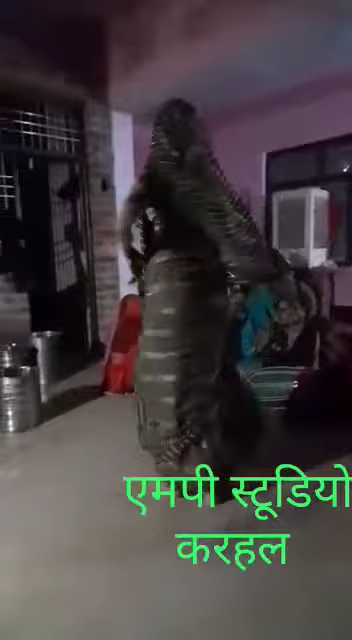 एमपी स्टूडियो
करहल